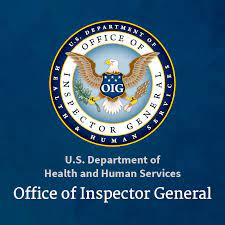 U.S. DEPARTMENT OF
HEALTH & HUMAN SERVICES
OFFICE OF
INSPECTOR GENERAL
OIG
U.S. Department of
Health and Human Services
Office of Inspector General